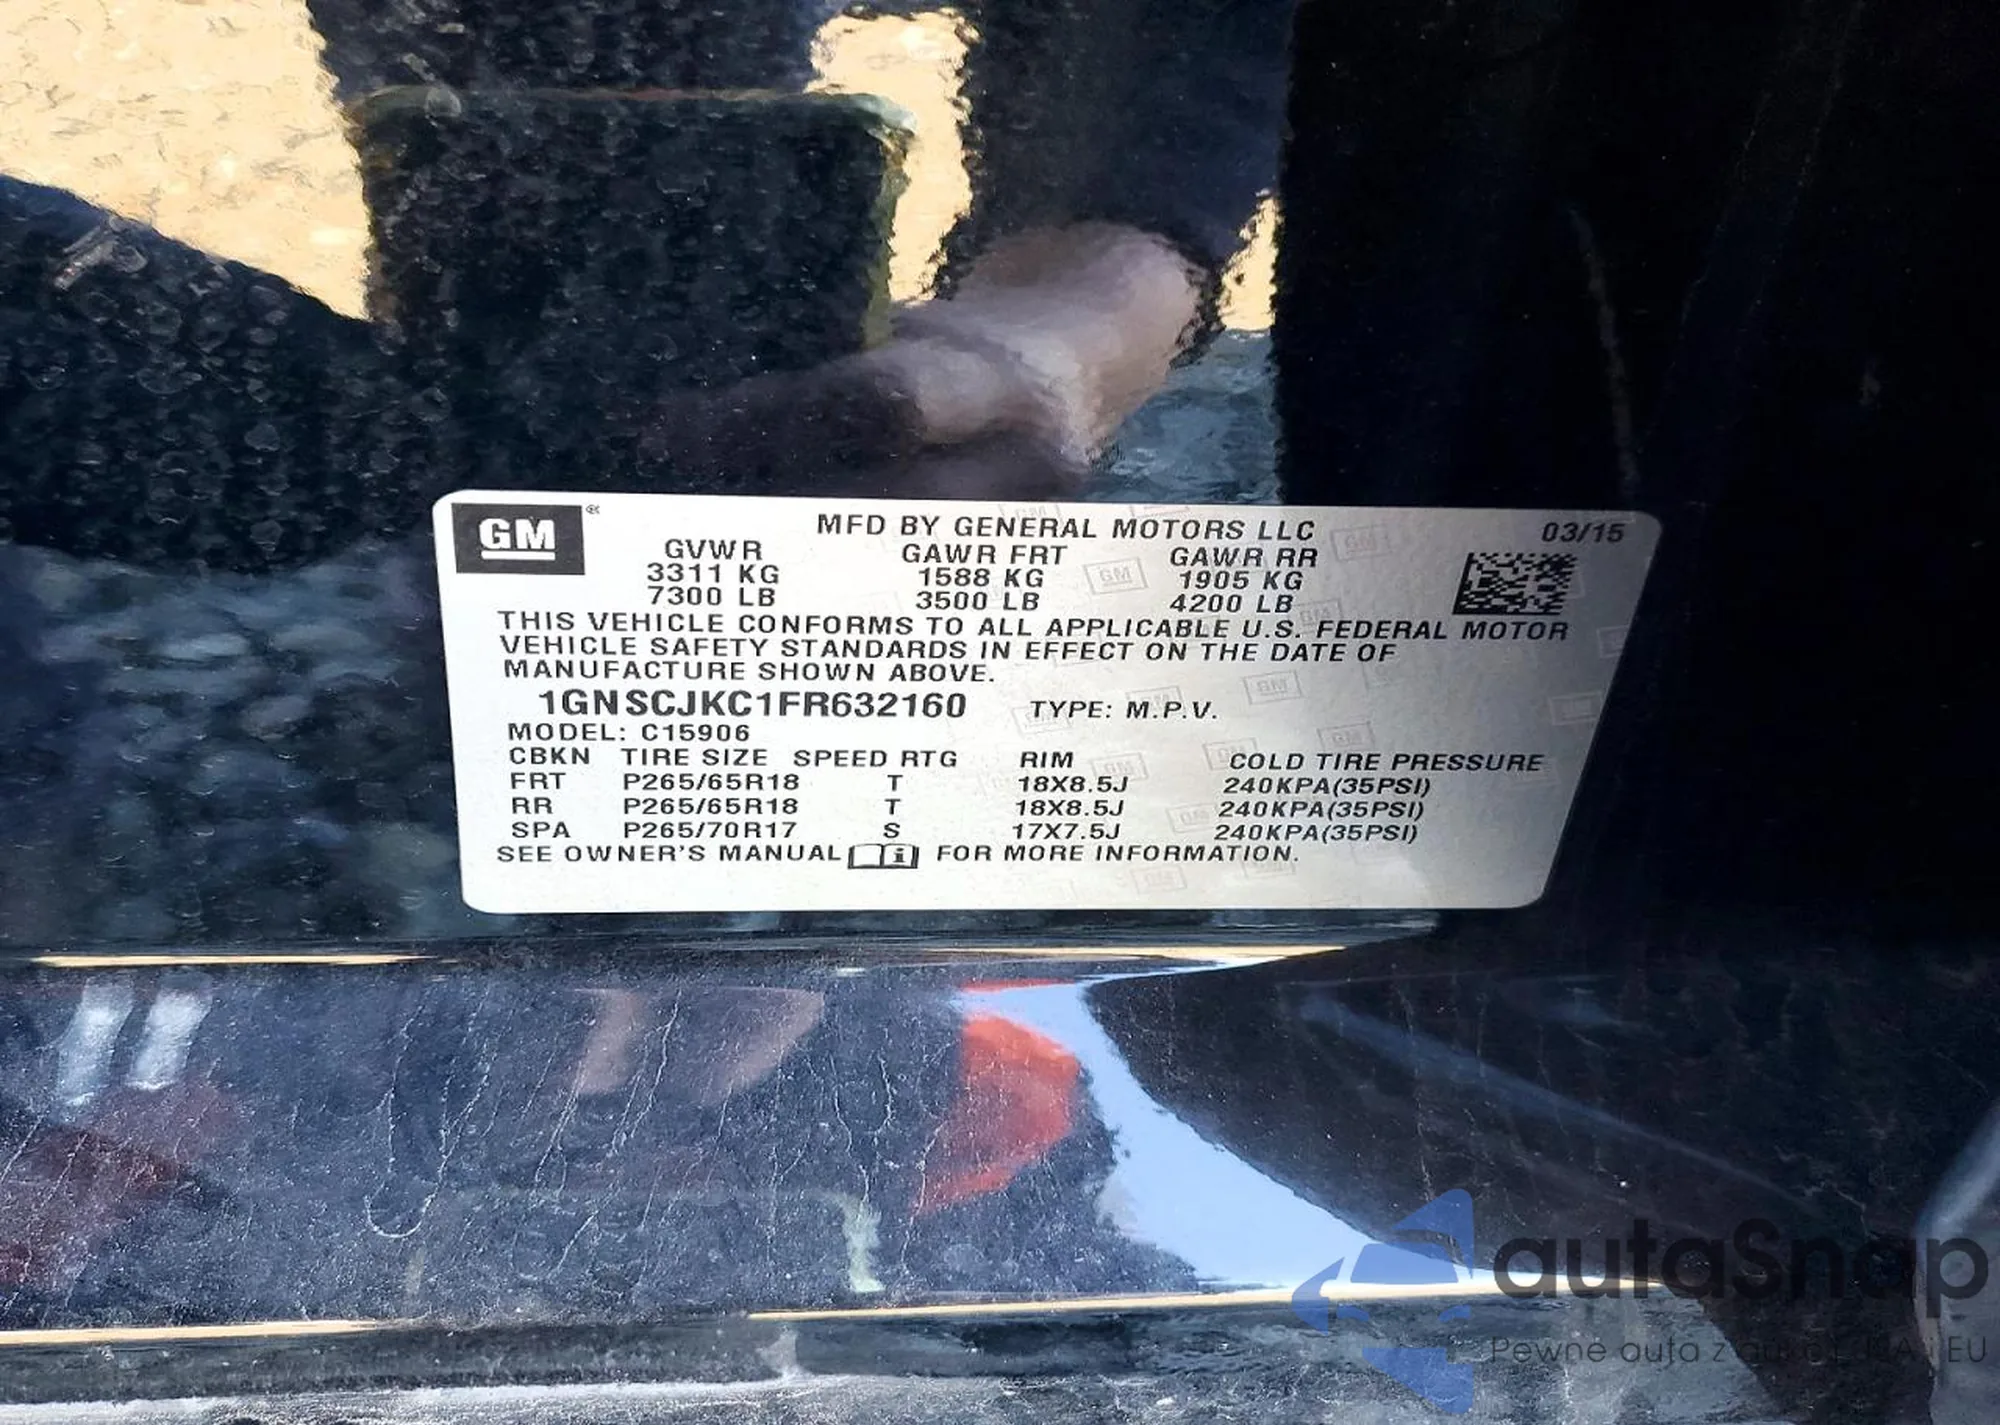 GM ® MFD BY GENERAL MOTORS LLC 03/15
GVWR GAWR FRT GAWR RR
3311 KG 1588 KG 1905 KG
7300 LB 3500 LB 4200 LB
THIS VEHICLE CONFORMS TO ALL APPLICABLE U.S. FEDERAL MOTOR
VEHICLE SAFETY STANDARDS IN EFFECT ON THE DATE OF
MANUFACTURE SHOWN ABOVE.
1GNSCJKC1FR632160 TYPE: M.P.V.
MODEL: C15906
CBKN TIRE SIZE SPEED RTG RIM COLD TIRE PRESSURE
FRT P265/65R18 T 18X8.5J 240KPA(35PSI)
RR P265/65R18 T 18X8.5J 240KPA(35PSI)
SPA P265/70R17 S 17X7.5J 240KPA(35PSI)
SEE OWNER'S MANUAL i FOR MORE INFORMATION.
autaSnap
Pewne auta z USA i EU